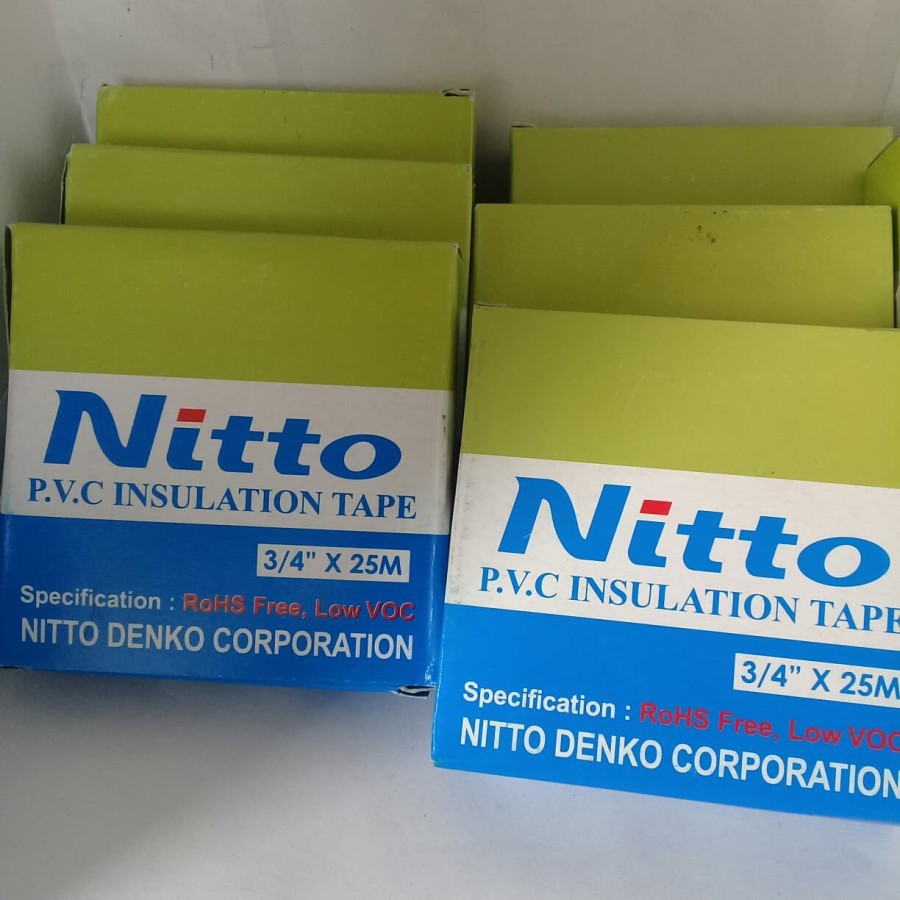 Nitto
P.V.C INSULATION TAPE
3/4" X 25M
Specification : RoHS Free, Low VOC
NITTO DENKO CORPORATION
Nitto
P.V.C INSULATION TAPE
3/4" X 25M
Specification : RoHS Free, Low VOC
NITTO DENKO CORPORATION